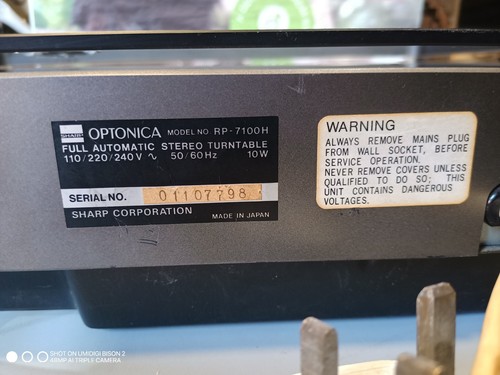 SHARP OPTONICA MODEL NO RP-7100H
FULL AUTOMATIC STEREO TURNTABLE
110/220/240V ∿ 50/60Hz 10W
SERIAL NO. 01107798
SHARP CORPORATION MADE IN JAPAN
WARNING
ALWAYS REMOVE MAINS PLUG
FROM WALL SOCKET, BEFORE
SERVICE OPERATION.
NEVER REMOVE COVERS UNLESS
QUALIFIED TO DO SO; THIS
UNIT CONTAINS DANGEROUS
VOLTAGES.
SHOT ON UMIDIGI BISON 2
48MP AI TRIPLE CAMERA